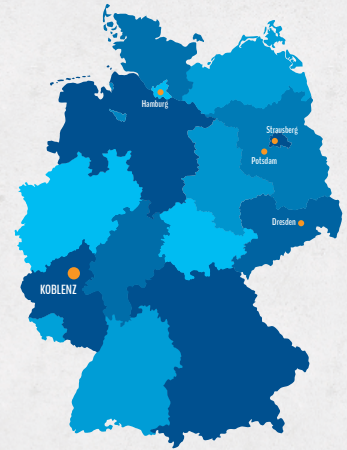 Hamburg
Strausberg
Potsdam
Dresden
KOBLENZ